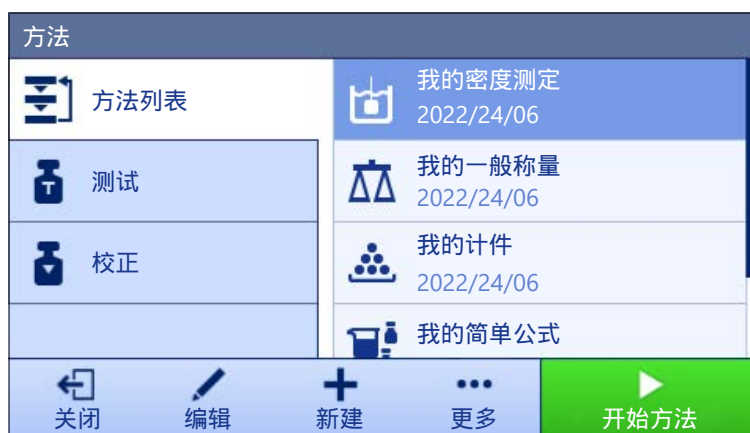 方法
方法列表
测试
校正
我的密度测定
2022/24/06
我的一般称量
2022/24/06
我的计件
2022/24/06
我的简单公式
关闭
编辑
新建
更多
开始方法